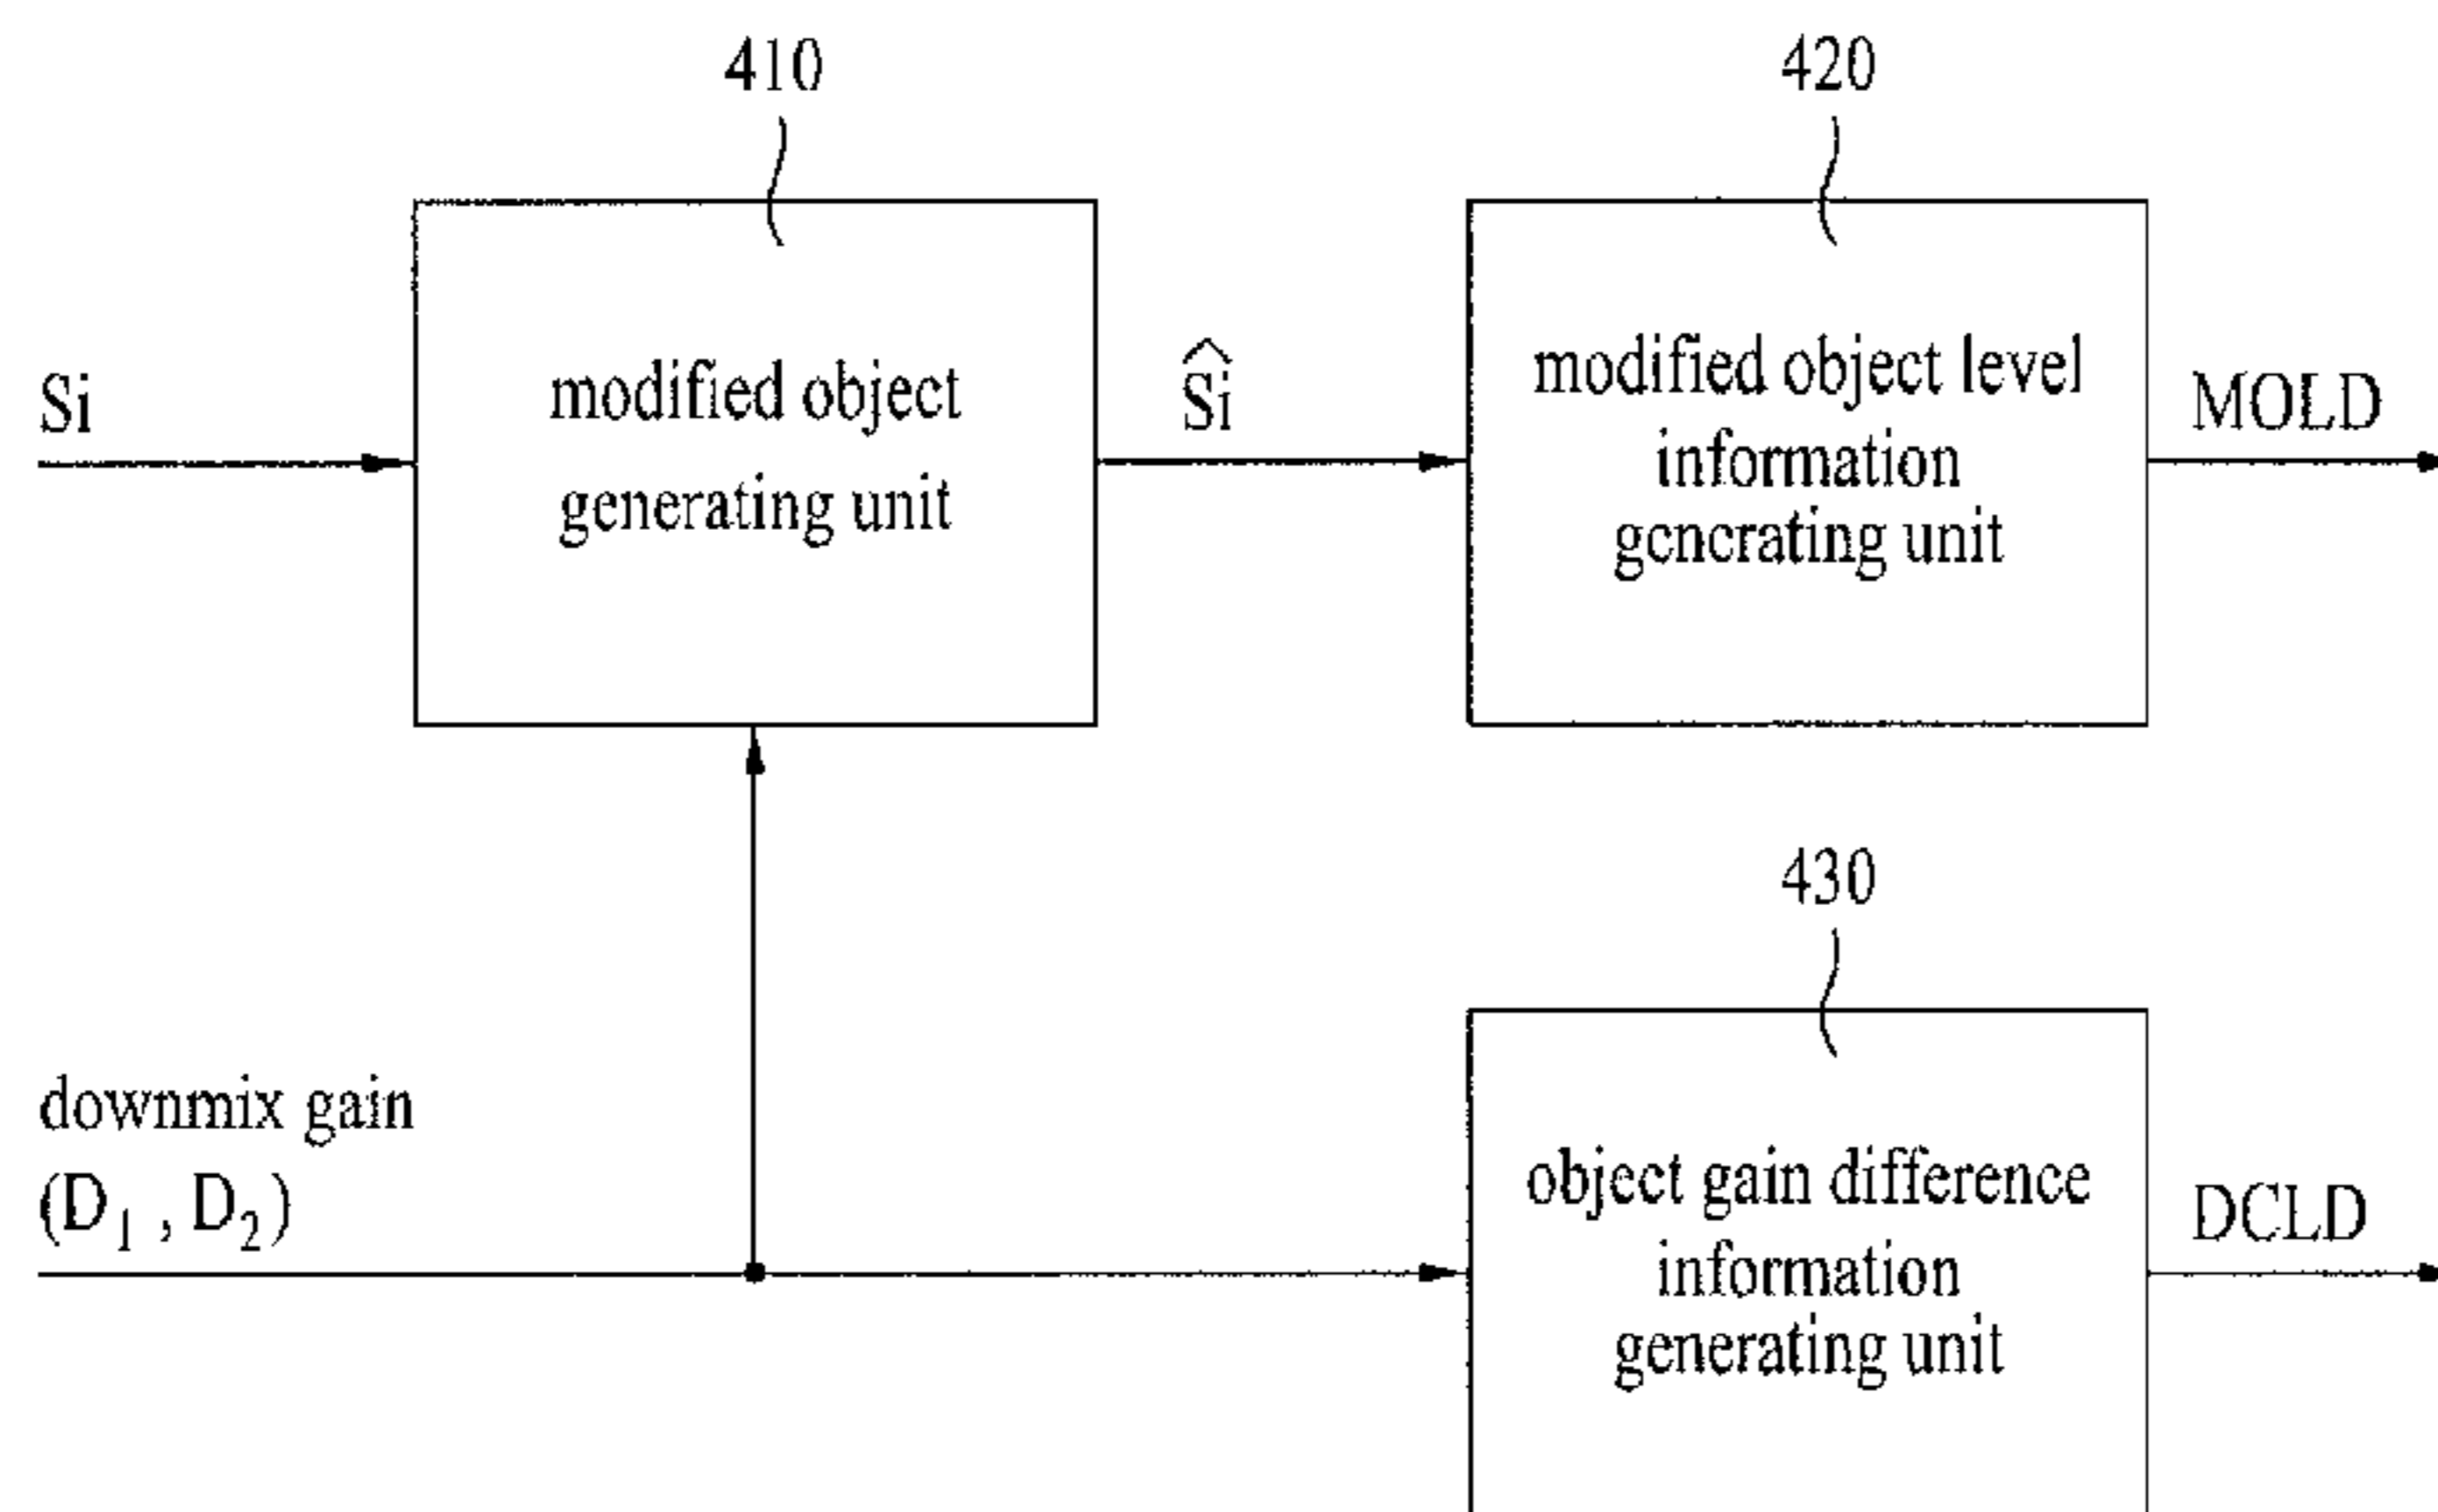 410
420
Si
modified object
generating unit
Ŝi
modified object level
information
generating unit
MOLD
430
downmix gain
(D1 , D2)
object gain difference
information
generating unit
DCLD